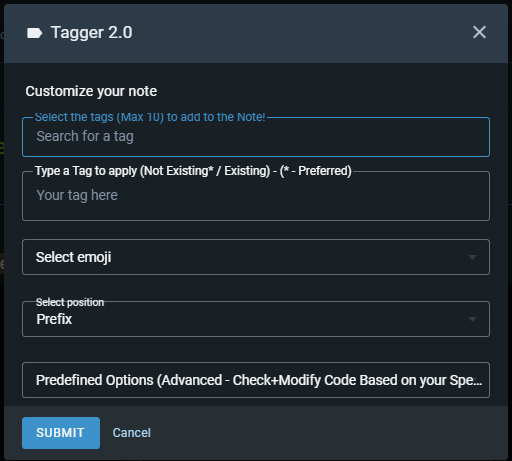 Tagger 2.0
Customize your note
Select the tags (Max 10) to add to the Note!
Search for a tag
Type a Tag to apply (Not Existing* / Existing) - (* - Preferred)
Your tag here
Select emoji
Select position
Prefix
Predefined Options (Advanced - Check+Modify Code Based on your Spe...
SUBMIT
Cancel